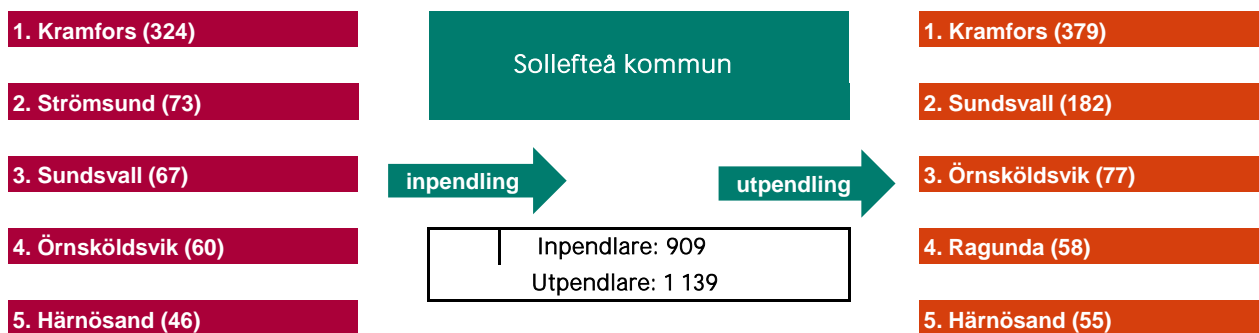 1. Kramfors (324)
2. Strömsund (73)
3. Sundsvall (67)
4. Örnsköldsvik (60)
5. Härnösand (46)
Sollefteå kommun
inpendling
utpendling
Inpendlare: 909
Utpendlare: 1 139
1. Kramfors (379)
2. Sundsvall (182)
3. Örnsköldsvik (77)
4. Ragunda (58)
5. Härnösand (55)